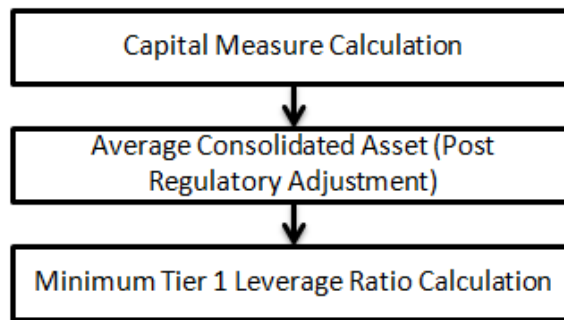 Capital Measure Calculation
Average Consolidated Asset (Post
Regulatory Adjustment)
Minimum Tier 1 Leverage Ratio Calculation